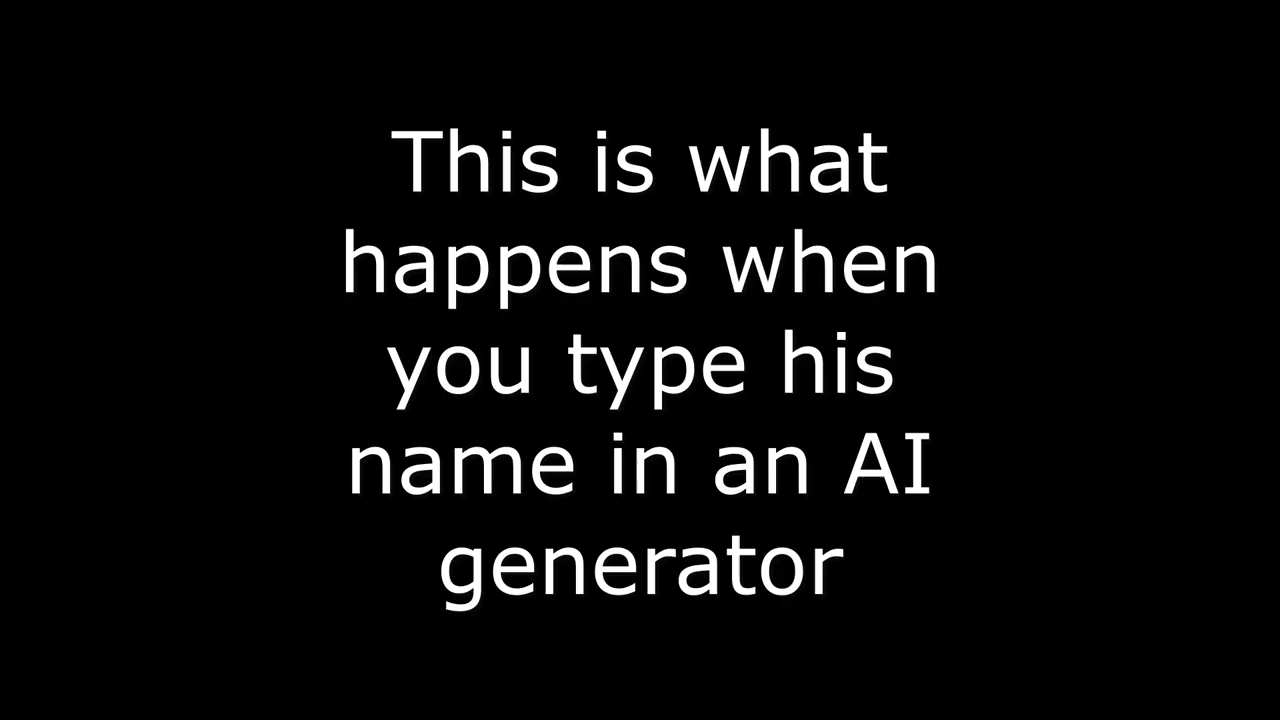 This is what
happens when
you type his
name in an AI
generator